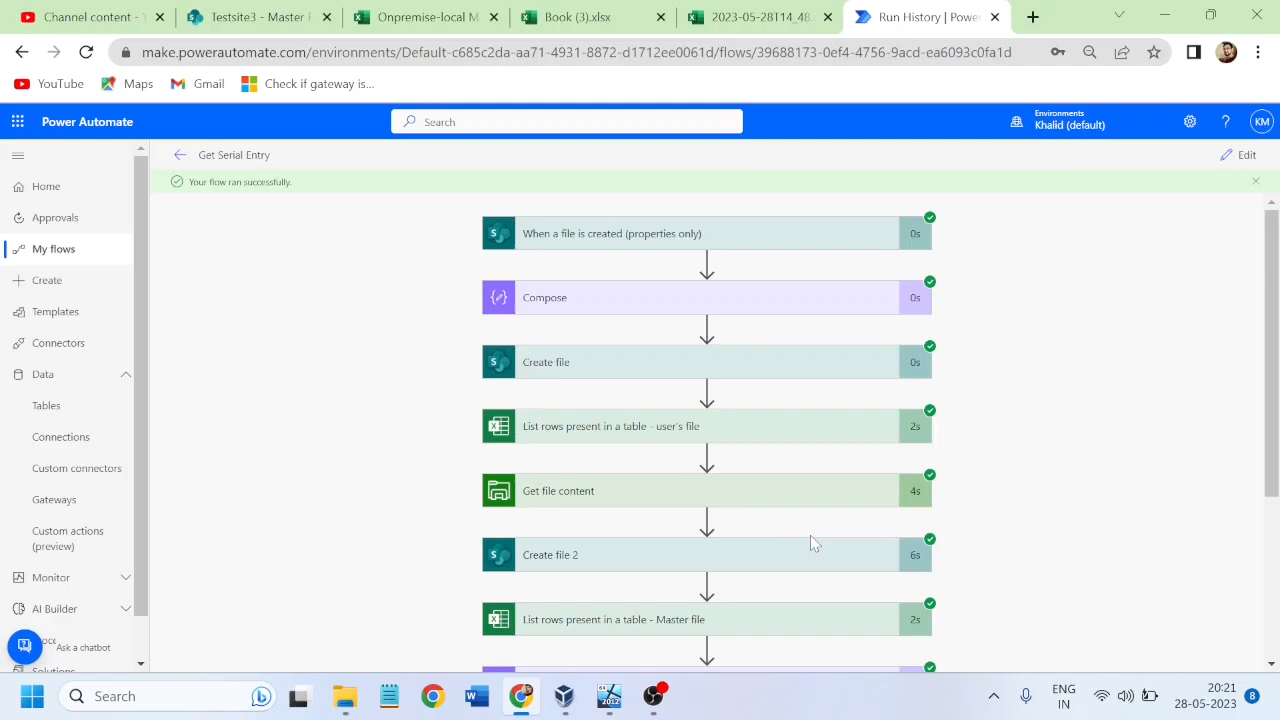 Channel content - Y
Testsite3 - Master F
Onpremise-local M
Book (3).xlsx
2023-05-28T14_48.
Run History | Power
make.powerautomate.com/environments/Default-c685c2da-aa71-4931-8872-d1712ee0061d/flows/39688173-0ef4-4756-9acd-ea6093c0fa1d
YouTube
Maps
Gmail
Check if gateway is...
Power Automate
Search
Environments
Khalid (default)
?
KM
Get Serial Entry
Edit
Your flow ran successfully.
Home
Approvals
My flows
Create
Templates
Connectors
Data
Tables
Connections
Custom connectors
Gateways
Custom actions
(preview)
Monitor
AI Builder
Ask a chatbot
Solutions
When a file is created (properties only)
0s
Compose
0s
Create file
0s
List rows present in a table - user's file
2s
Get file content
4s
Create file 2
6s
List rows present in a table - Master file
2s
Search
ENG
IN
20:21
28-05-2023
8